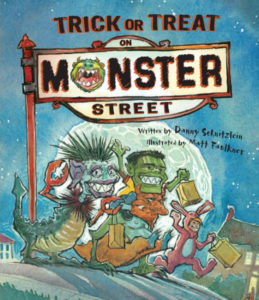 TRICK OR TREAT
ON
MONSTER
STREET
Written by Danny Schnitzlein
Illustrated by Matt Faulkner